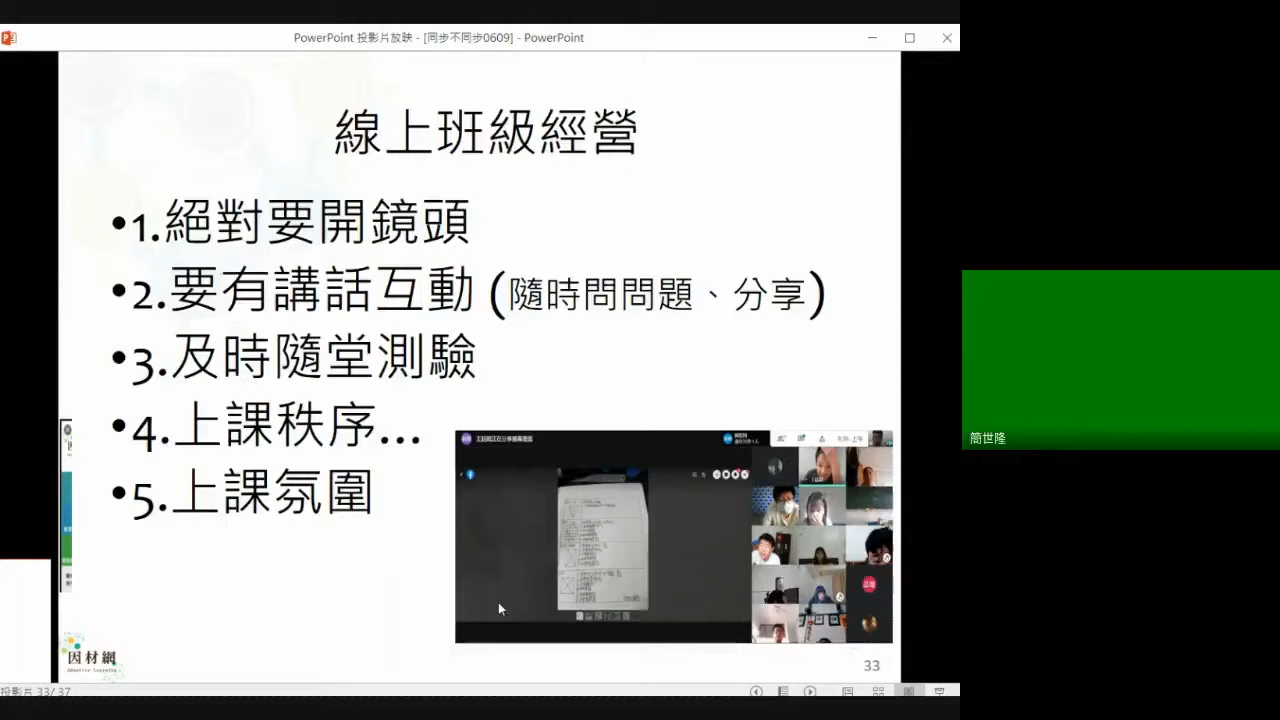 PowerPoint 投影片放映 - [同步不同步0609] - PowerPoint
線上班級經營
•1.絕對要開鏡頭
•2.要有講話互動 (隨時問問題、分享)
•3.及時隨堂測驗
•4.上課秩序...
•5.上課氛圍
簡世隆
因材網
Adaptive Learning
33
投影片 33/ 37